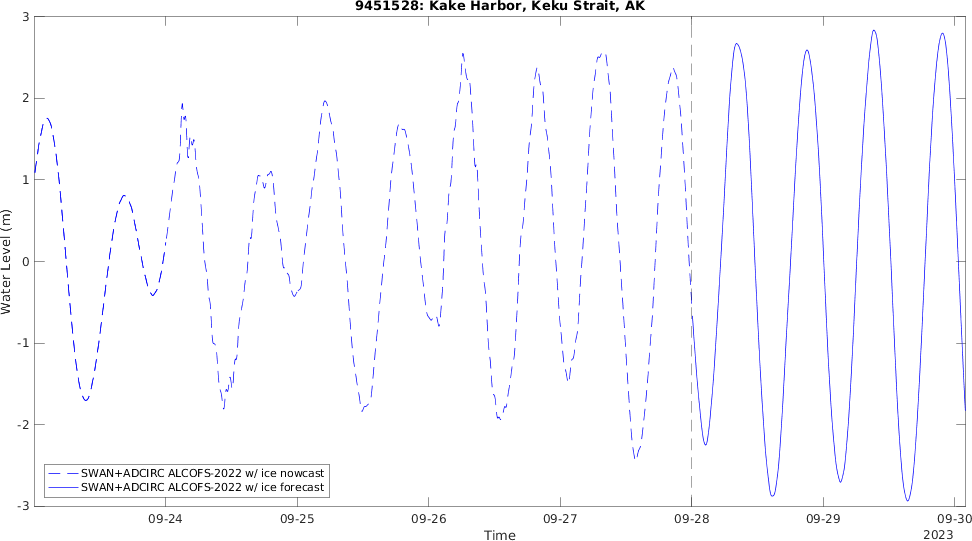 9451528: Kake Harbor, Keku Strait, AK
3
2
1
0
-1
-2
-3
Water Level (m)
SWAN+ADCIRC ALCOFS-2022 w/ ice nowcast
SWAN+ADCIRC ALCOFS-2022 w/ ice forecast
09-24 09-25 09-26 09-27 09-28 09-29 09-30
Time
2023